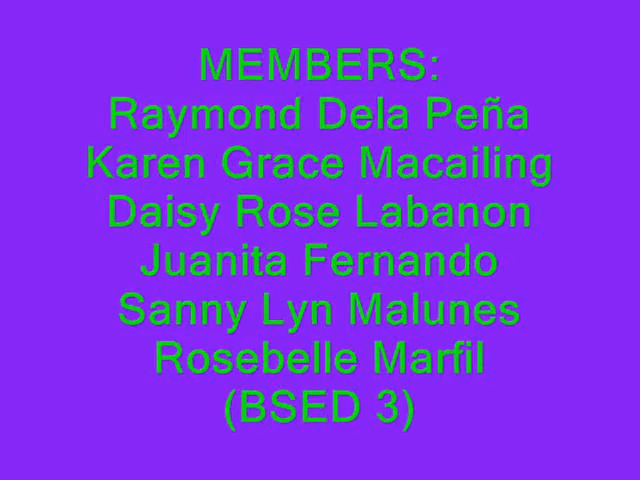 MEMBERS:
Raymond Dela Peña
Karen Grace Macailing
Daisy Rose Labanon
Juanita Fernando
Sanny Lyn Malunes
Rosebelle Marfil
(BSED 3)